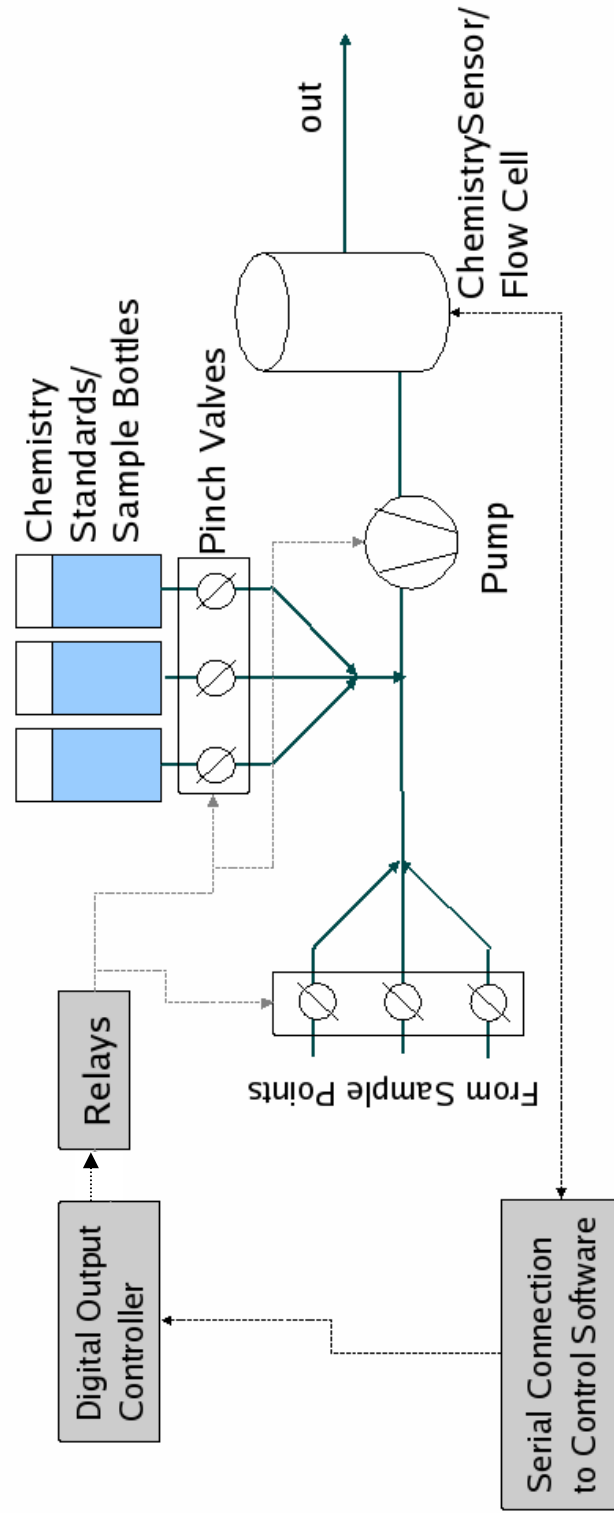 Chemistry
Standards/
Sample Bottles
Pinch Valves
Relays
Digital Output
Controller
From Sample Points
Pump
out
ChemistrySensor/
Flow Cell
Serial Connection
to Control Software